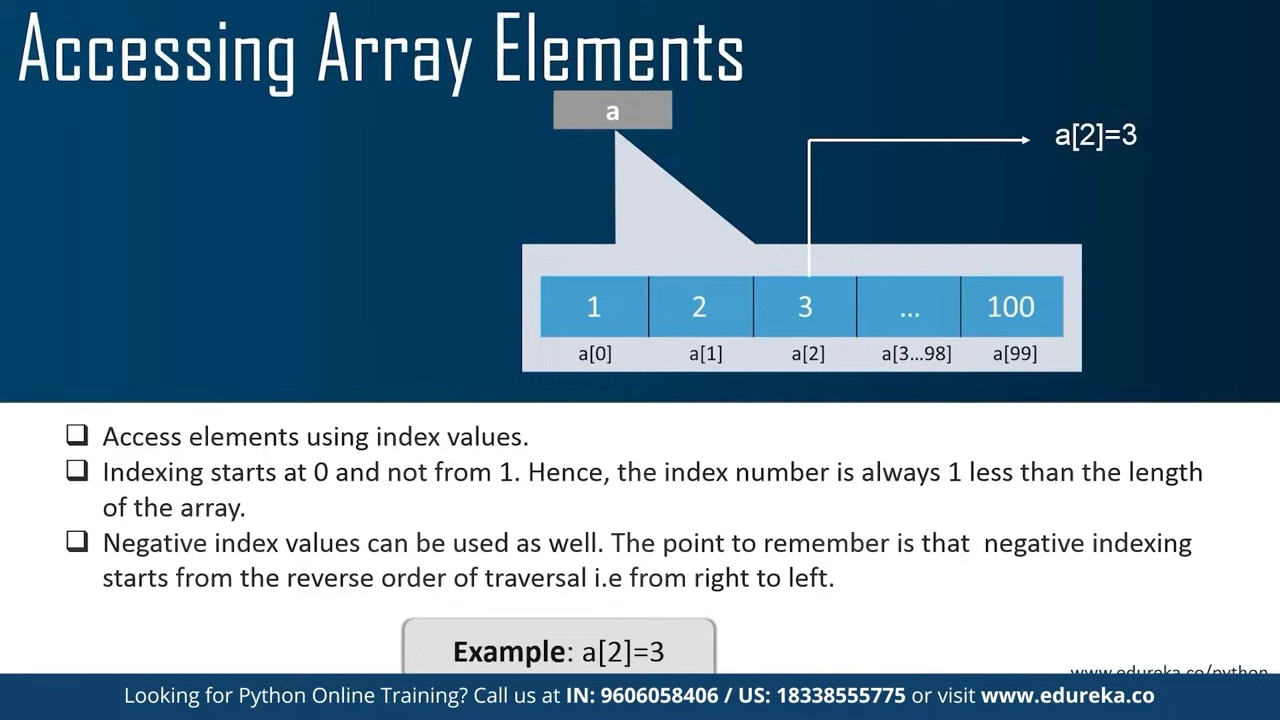 Accessing Array Elements
a
a[2]=3
1 2 3 ... 100
a[0] a[1] a[2] a[3...98] a[99]
Access elements using index values.
Indexing starts at 0 and not from 1. Hence, the index number is always 1 less than the length
of the array.
Negative index values can be used as well. The point to remember is that negative indexing
starts from the reverse order of traversal i.e from right to left.
Example: a[2]=3
www.edureka.co/python
Looking for Python Online Training? Call us at IN: 9606058406 / US: 18338555775 or visit www.edureka.co